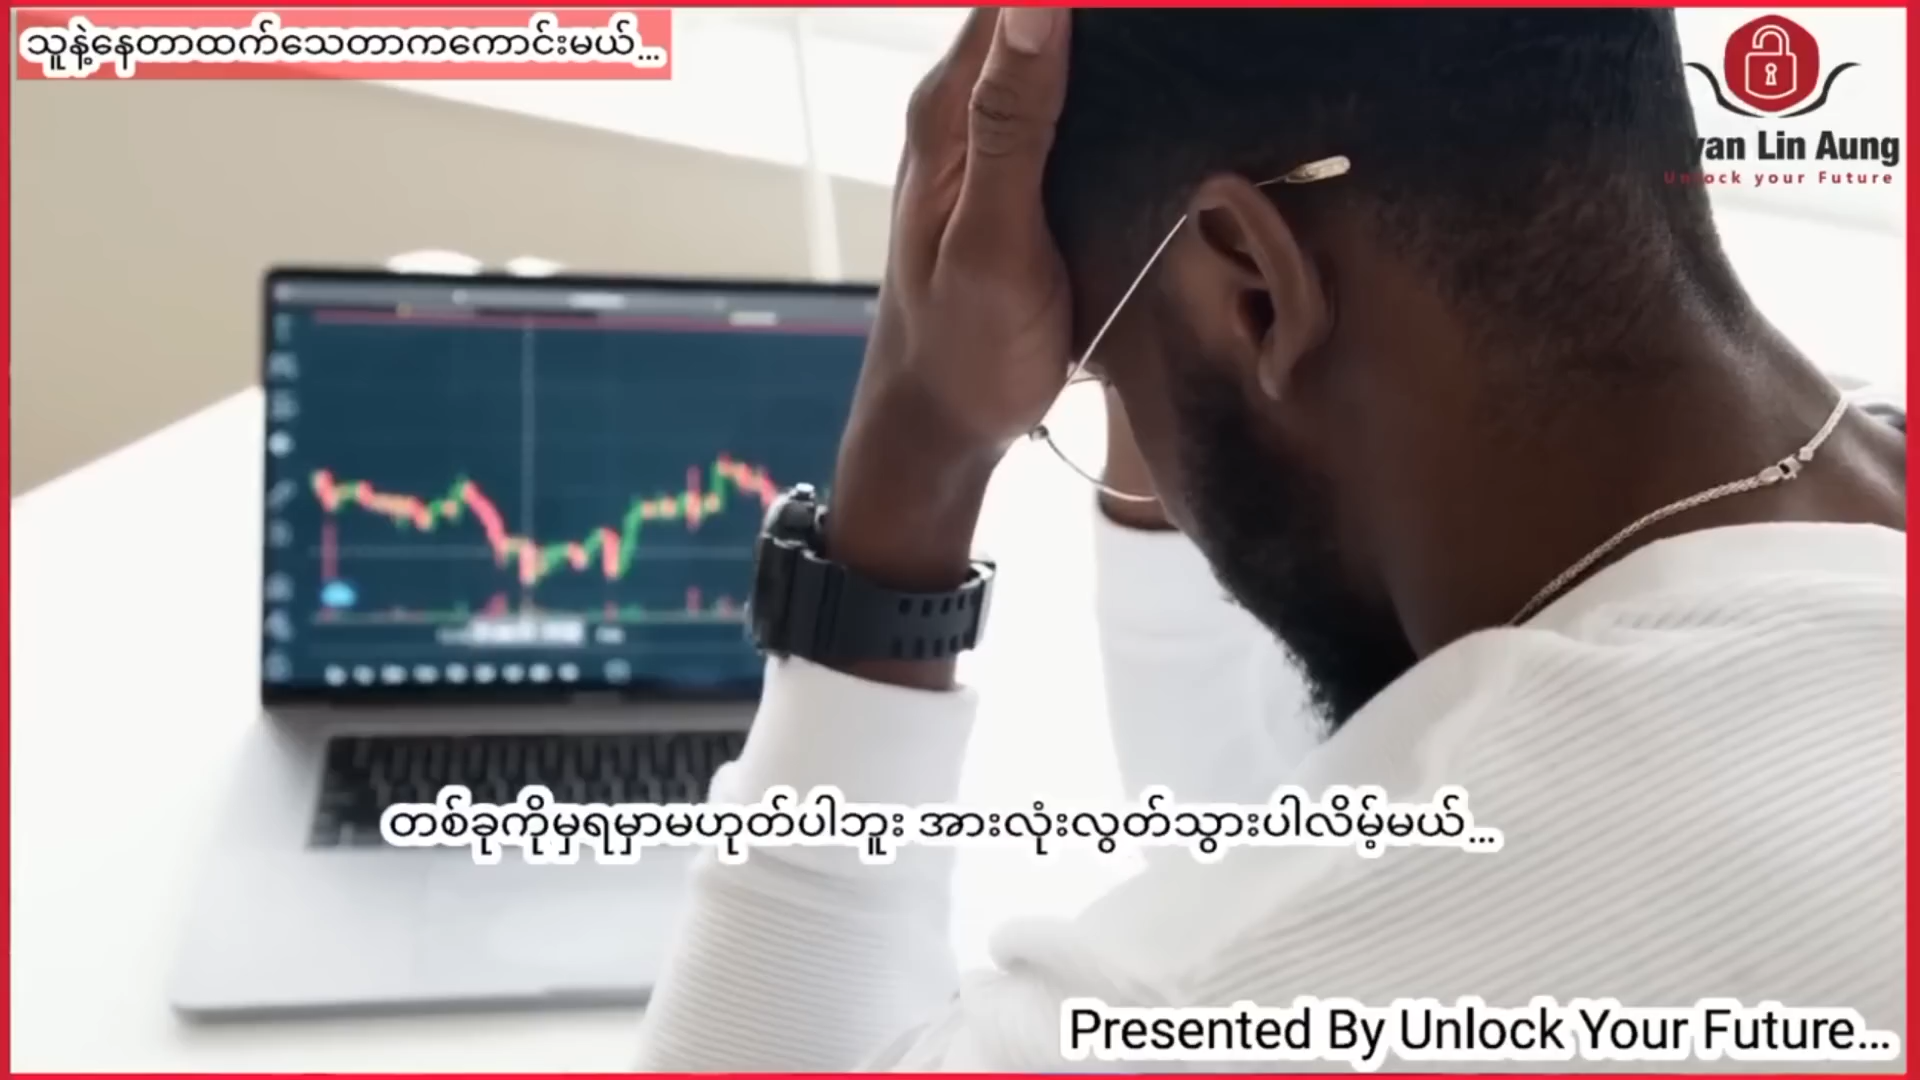 သူနဲ့နေတာထက်သေတာကကောင်းမယ်...
Lin Aung
Unlock your Future
တစ်ခုကိုမှရမှာမဟုတ်ပါဘူး အားလုံးလွတ်သွားပါလိမ့်မယ်...
Presented By Unlock Your Future...